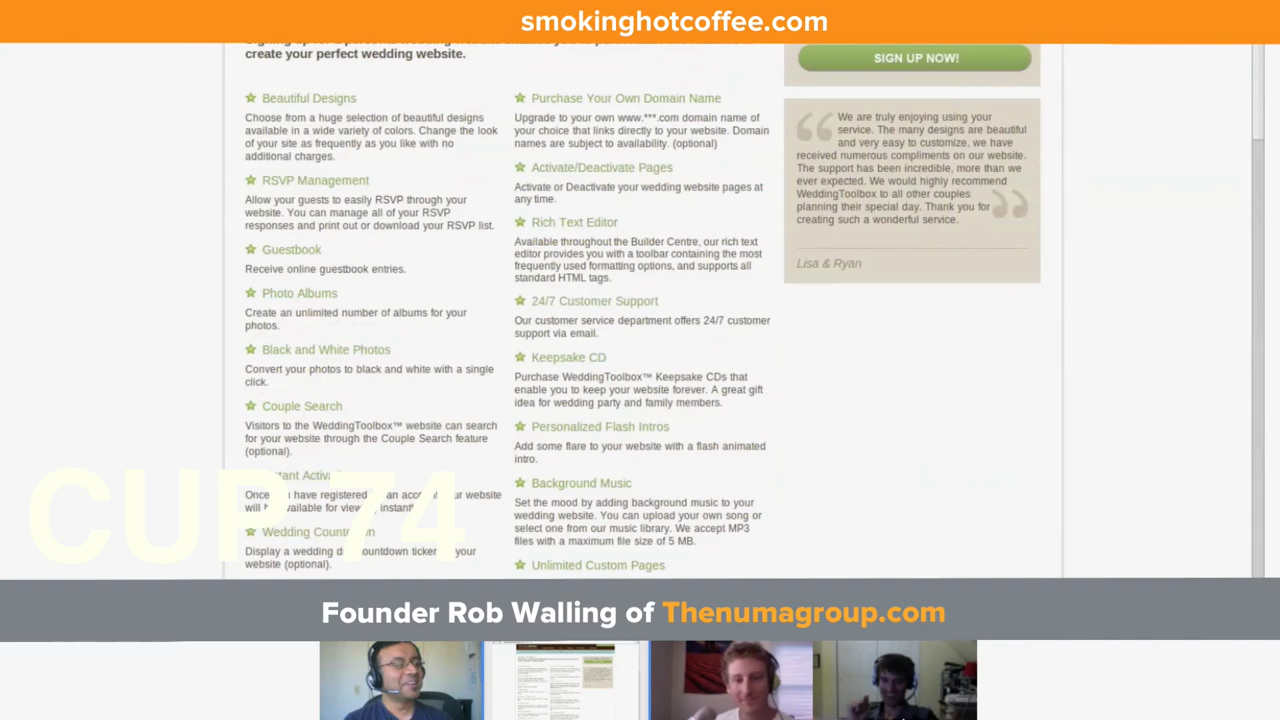 smokinghotcoffee.com
create your perfect wedding website.
Beautiful Designs
Choose from a huge selection of beautiful designs
available in a wide variety of colors. Change the look
of your site as frequently as you like with no
additional charges.
RSVP Management
Allow your guests to easily RSVP through your
website. You can manage all of your RSVP
responses and print out or download your RSVP list.
Guestbook
Receive online guestbook entries.
Photo Albums
Create an unlimited number of albums for your
photos.
Black and White Photos
Convert your photos to black and white with a single
click.
Couple Search
Visitors to the WeddingToolbox™ website can search
for your website through the Couple Search feature
(optional).
Once have registered an website
will available for instant
Wedding
Display a wedding countdown ticker your
website (optional).
Purchase Your Own Domain Name
Upgrade to your own www.***.com domain name of
your choice that links directly to your website. Domain
names are subject to availability. (optional)
Activate/Deactivate Pages
Activate or Deactivate your wedding website pages at
any time.
Rich Text Editor
Available throughout the Builder Centre, our rich text
editor provides you with a toolbar containing the most
frequently used formatting options, and supports all
standard HTML tags.
24/7 Customer Support
Our customer service department offers 24/7 customer
support via email.
Keepsake CD
Purchase WeddingToolbox™ Keepsake CDs that
enable you to keep your website forever. A great gift
idea for wedding party and family members.
Personalized Flash Intros
Add some flare to your website with a flash animated
intro.
Background Music
Set the mood by adding background music to your
wedding website. You can upload your own song or
select one from our music library. We accept MP3
files with a maximum file size of 5 MB.
Unlimited Custom Pages
SIGN UP NOW!
We are truly enjoying using your
service. The many designs are beautiful
and very easy to customize, we have
received numerous compliments on our website.
The support has been incredible, more than we
ever expected. We would highly recommend
WeddingToolbox to all other couples
planning their special day. Thank you for
creating such a wonderful service.
Lisa & Ryan
CUP 74
Founder Rob Walling of Thenumagroup.com